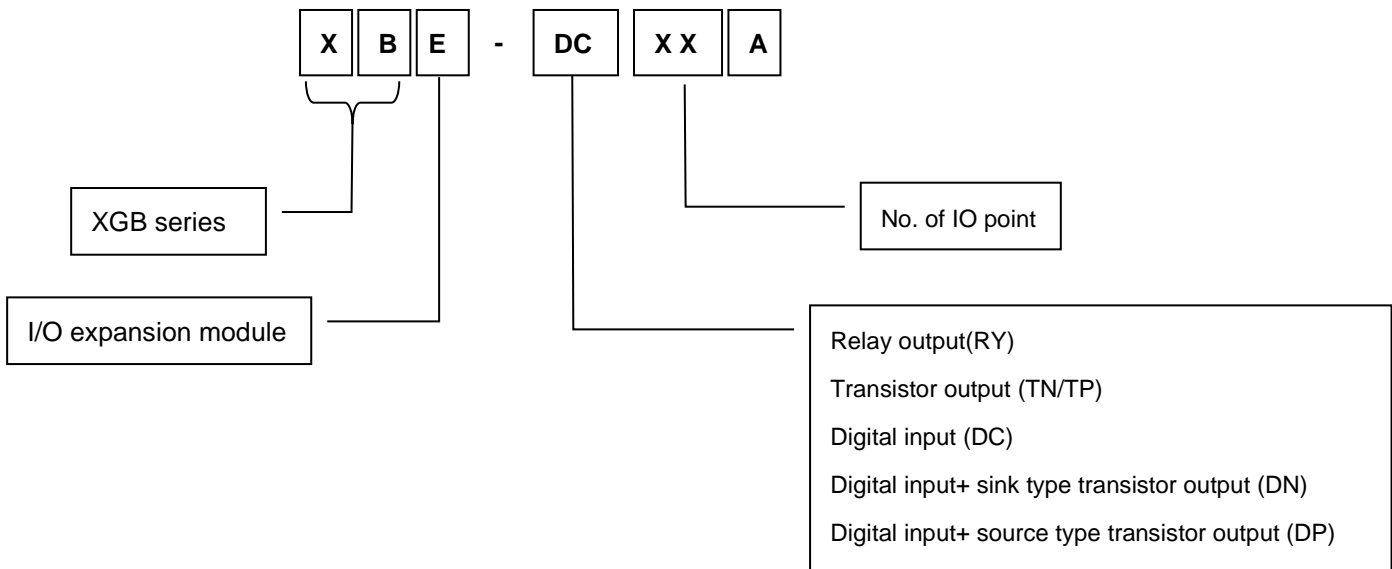 X B E - DC X X A
XGB series
No. of IO point
I/O expansion module
Relay output(RY)
Transistor output (TN/TP)
Digital input (DC)
Digital input+ sink type transistor output (DN)
Digital input+ source type transistor output (DP)